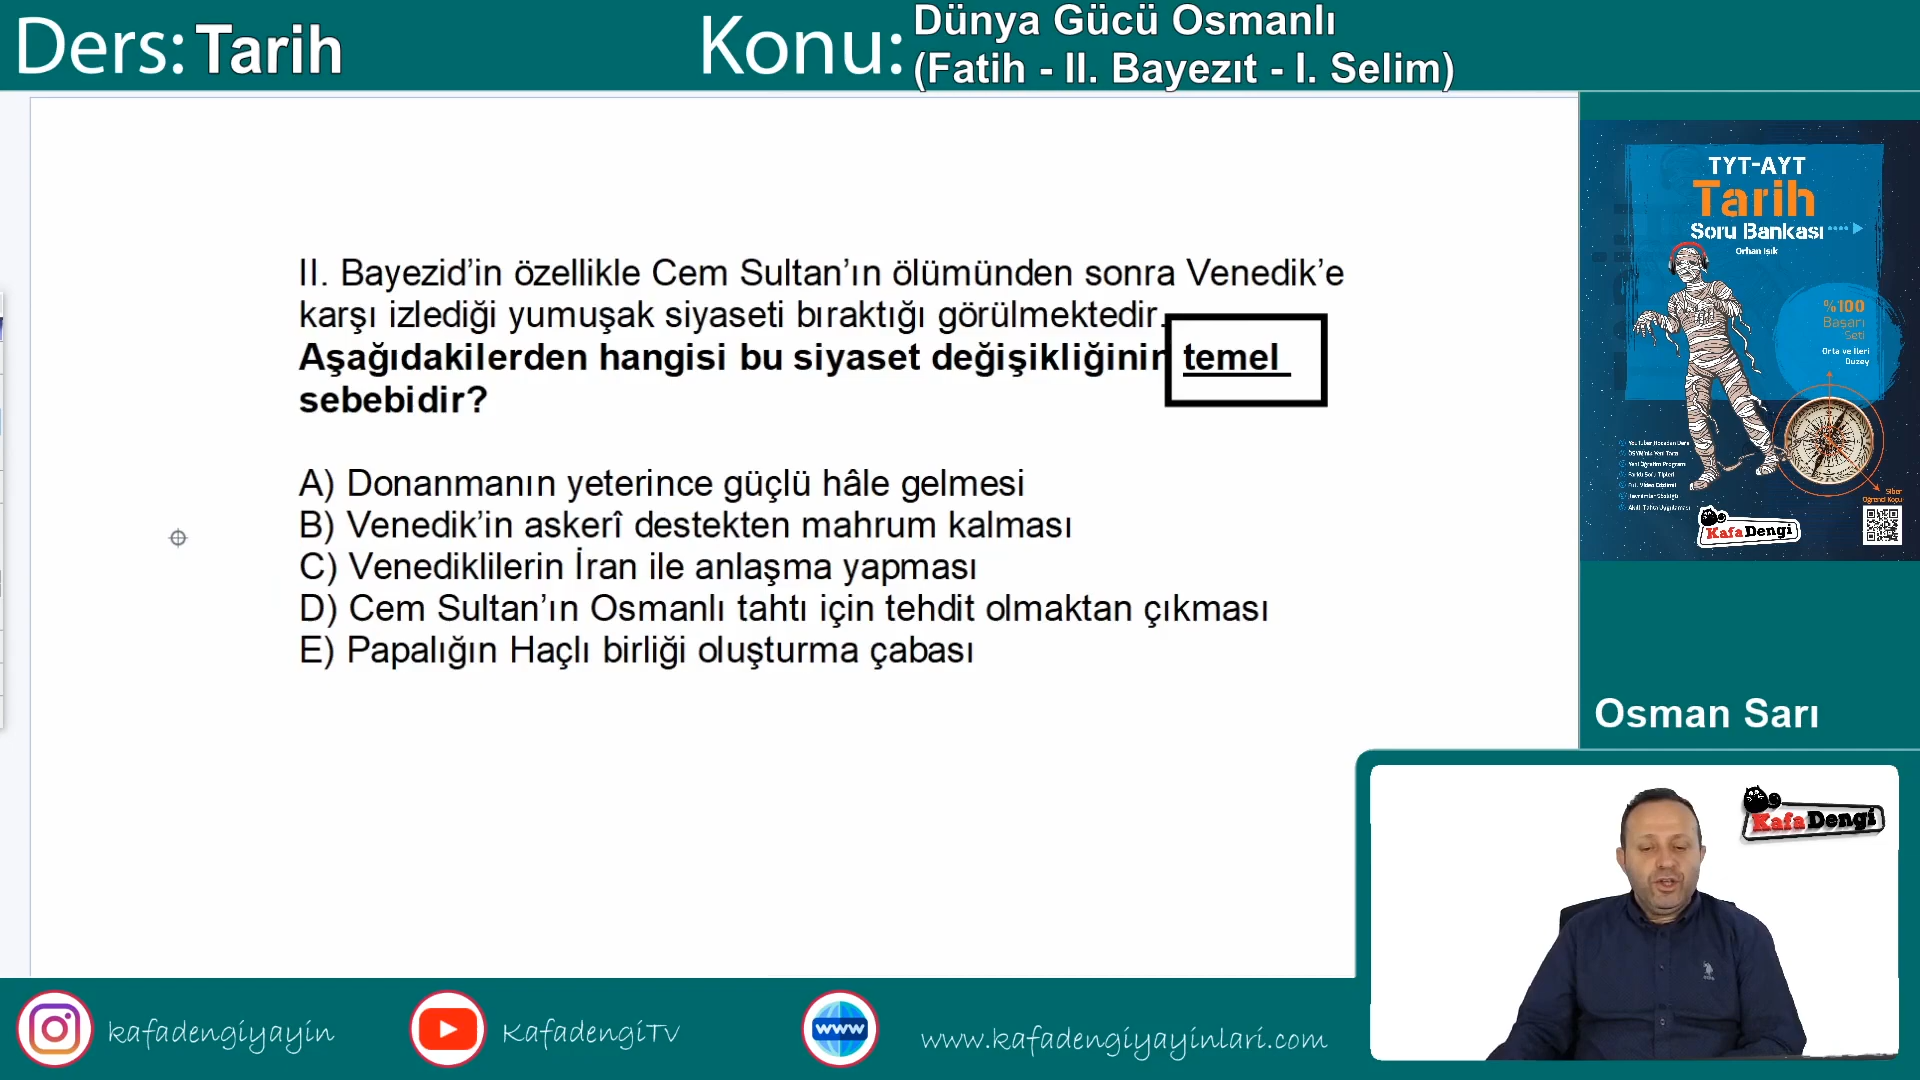 Ders: Tarih
Konu: Dünya Gücü Osmanlı
(Fatih - II. Bayezıt - I. Selim)
II. Bayezid’in özellikle Cem Sultan’ın ölümünden sonra Venedik’e
karşı izlediği yumuşak siyaseti bıraktığı görülmektedir.
Aşağıdakilerden hangisi bu siyaset değişikliğinin temel
sebebidir?
A) Donanmanın yeterince güçlü hâle gelmesi
B) Venedik’in askerî destekten mahrum kalması
C) Venediklilerin İran ile anlaşma yapması
D) Cem Sultan’ın Osmanlı tahtı için tehdit olmaktan çıkması
E) Papalığın Haçlı birliği oluşturma çabası
TYT-AYT
Tarih
Soru Bankası
Orhan Işık
%100
Başarı
Seti
Orta ve İleri
Düzey
KafaDengi
Osman Sarı
KafaDengi
kafadengiyayin
KafadengiTv
www
www.kafadengiyayinlari.com